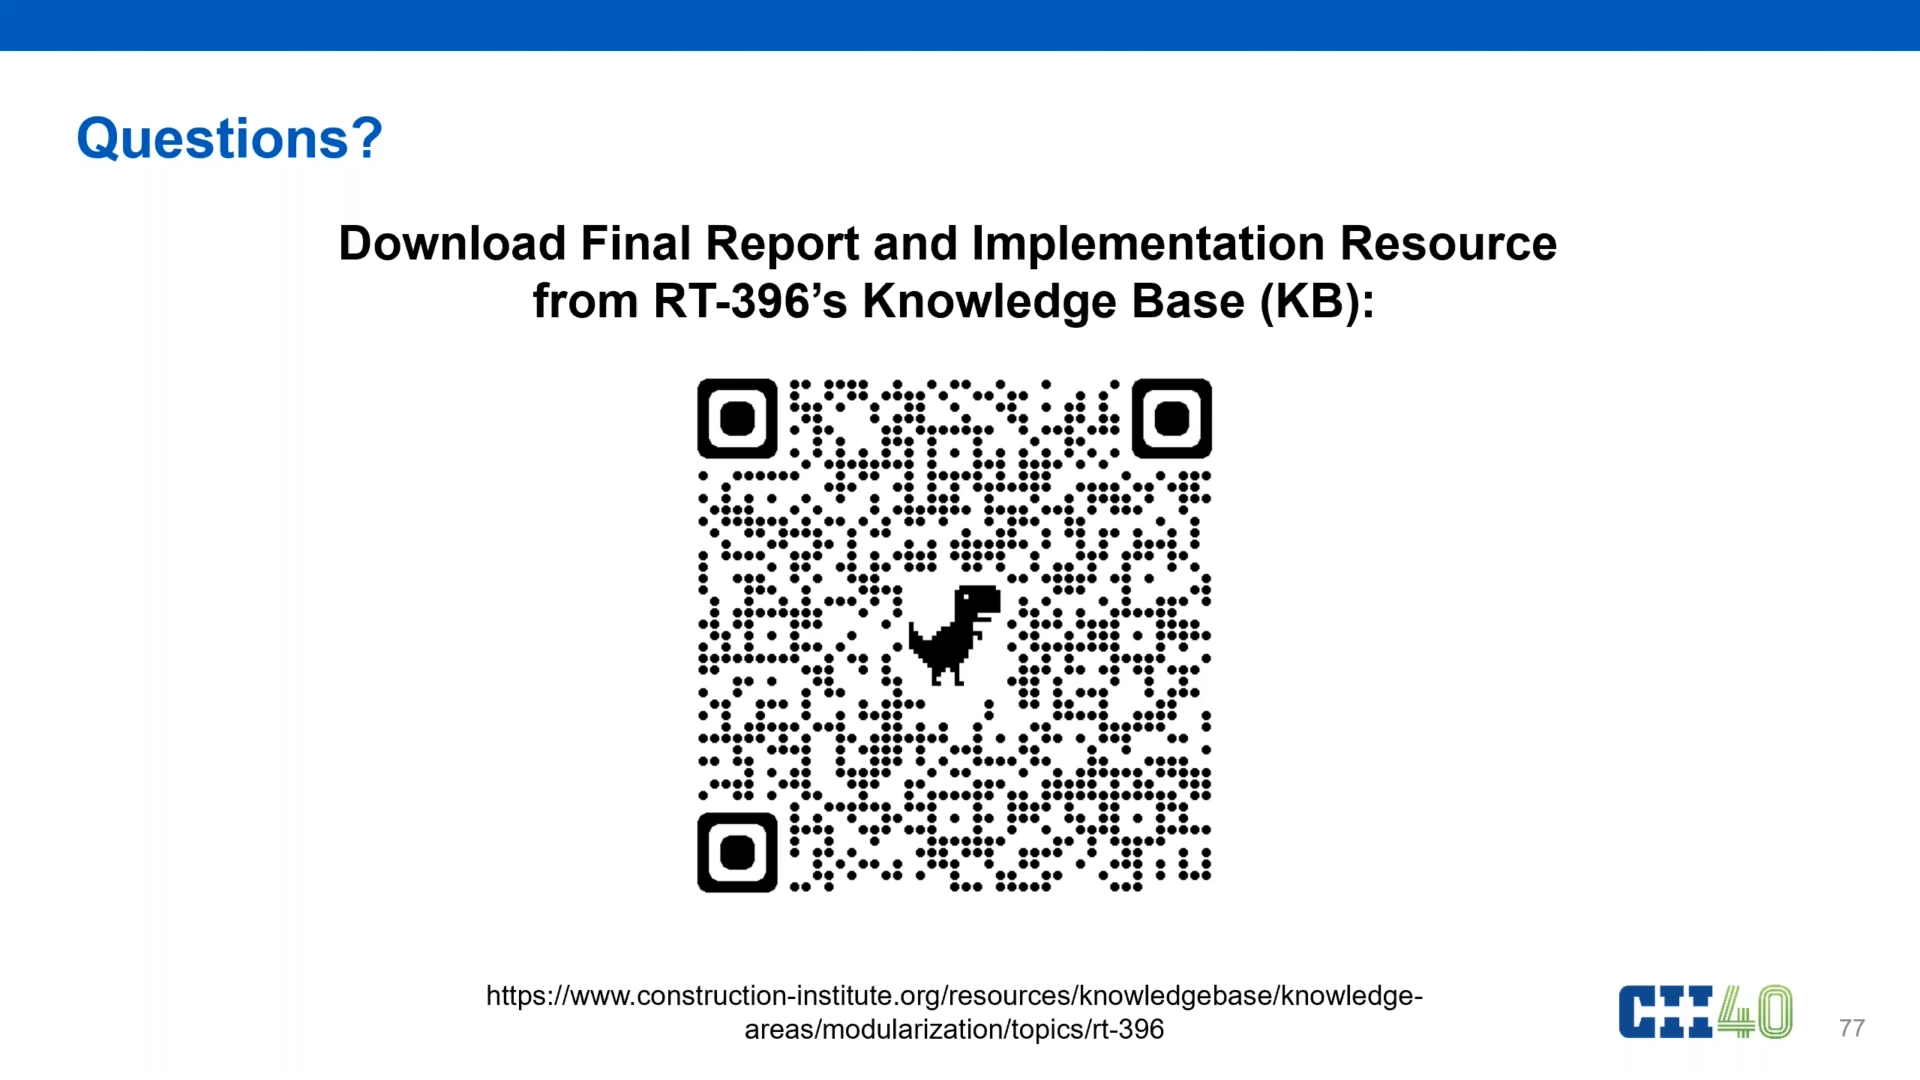 Questions?
Download Final Report and Implementation Resource
from RT-396’s Knowledge Base (KB):
https://www.construction-institute.org/resources/knowledgebase/knowledge-
areas/modularization/topics/rt-396
CII40
77